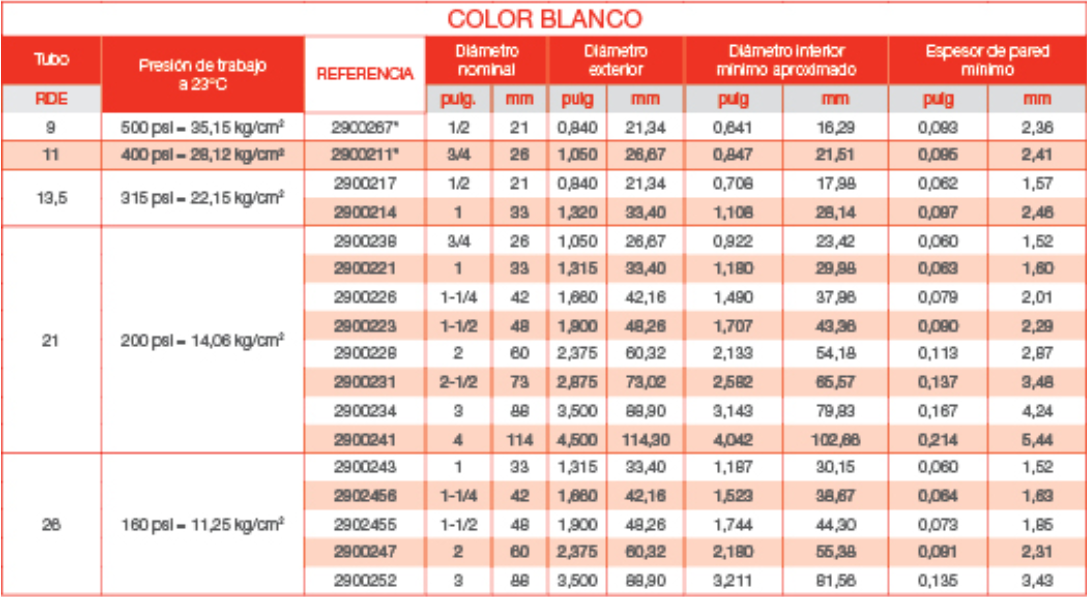 COLOR BLANCO
Tubo Presión de trabajo a 23°C REFERENCIA Diámetro nominal Diámetro exterior Diámetro interior mínimo aproximado Espesor de pared mínimo
RDE pulg. mm pulg mm pulg mm pulg mm
9 500 psi = 35,15 kg/cm² 2900267* 1/2 21 0,840 21,34 0,641 16,29 0,093 2,36
11 400 psi = 28,12 kg/cm² 2900211* 3/4 26 1,050 26,67 0,847 21,51 0,095 2,41
13,5 315 psi = 22,15 kg/cm² 2900217 1/2 21 0,840 21,34 0,708 17,98 0,062 1,57
2900214 1 33 1,320 33,40 1,108 28,14 0,097 2,46
21 200 psi = 14,06 kg/cm² 2900238 3/4 26 1,050 26,67 0,922 23,42 0,060 1,52
2900221 1 33 1,315 33,40 1,180 29,98 0,063 1,60
2900226 1-1/4 42 1,660 42,16 1,490 37,96 0,079 2,01
2900223 1-1/2 48 1,900 48,26 1,707 43,36 0,090 2,29
2900228 2 60 2,375 60,32 2,133 54,18 0,113 2,87
2900231 2-1/2 73 2,875 73,02 2,582 65,57 0,137 3,48
2900234 3 88 3,500 88,90 3,143 79,83 0,167 4,24
2900241 4 114 4,500 114,30 4,042 102,66 0,214 5,44
26 160 psi = 11,25 kg/cm² 2900243 1 33 1,315 33,40 1,187 30,15 0,060 1,52
2902456 1-1/4 42 1,660 42,16 1,523 38,67 0,064 1,63
2902455 1-1/2 48 1,900 48,26 1,744 44,30 0,073 1,85
2900247 2 60 2,375 60,32 2,180 55,38 0,091 2,31
2900252 3 88 3,500 88,90 3,211 81,56 0,135 3,43